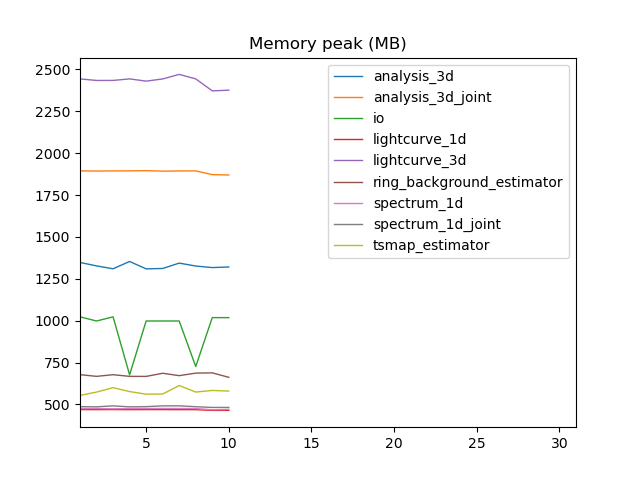 Memory peak (MB)
2500
2250
2000
1750
1500
1250
1000
750
500
5
10
15
20
25
30
analysis_3d
analysis_3d_joint
io
lightcurve_1d
lightcurve_3d
ring_background_estimator
spectrum_1d
spectrum_1d_joint
tsmap_estimator